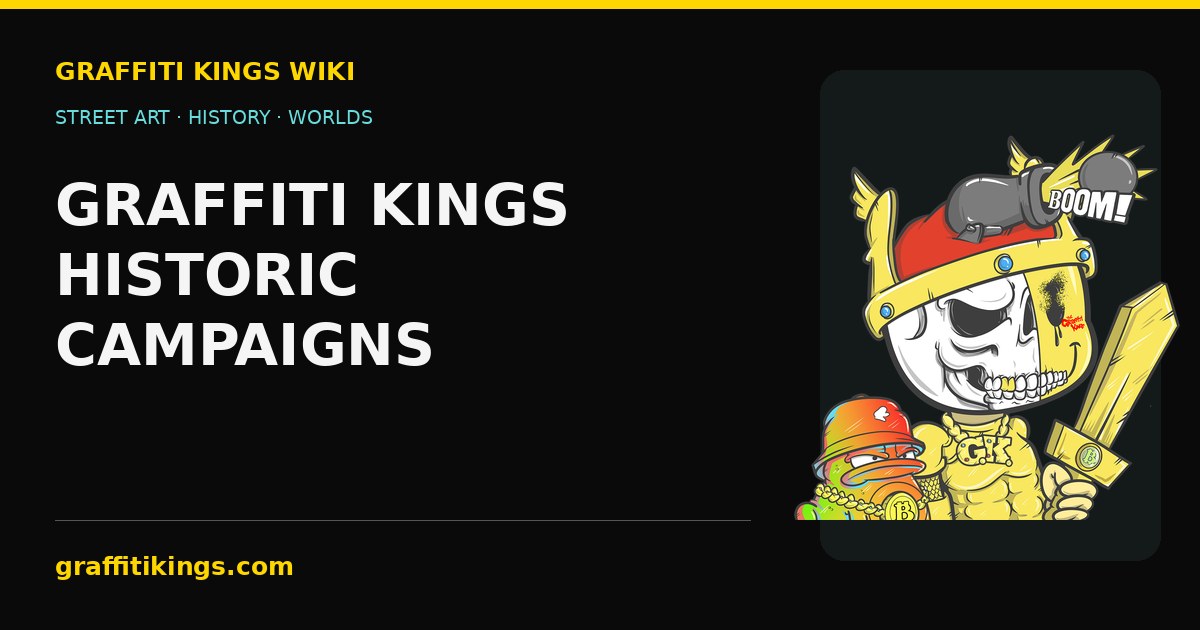 GRAFFITI KINGS WIKI
STREET ART · HISTORY · WORLDS
GRAFFITI KINGS
HISTORIC
CAMPAIGNS
graffitikings.com
BOOM!
GK
B
B